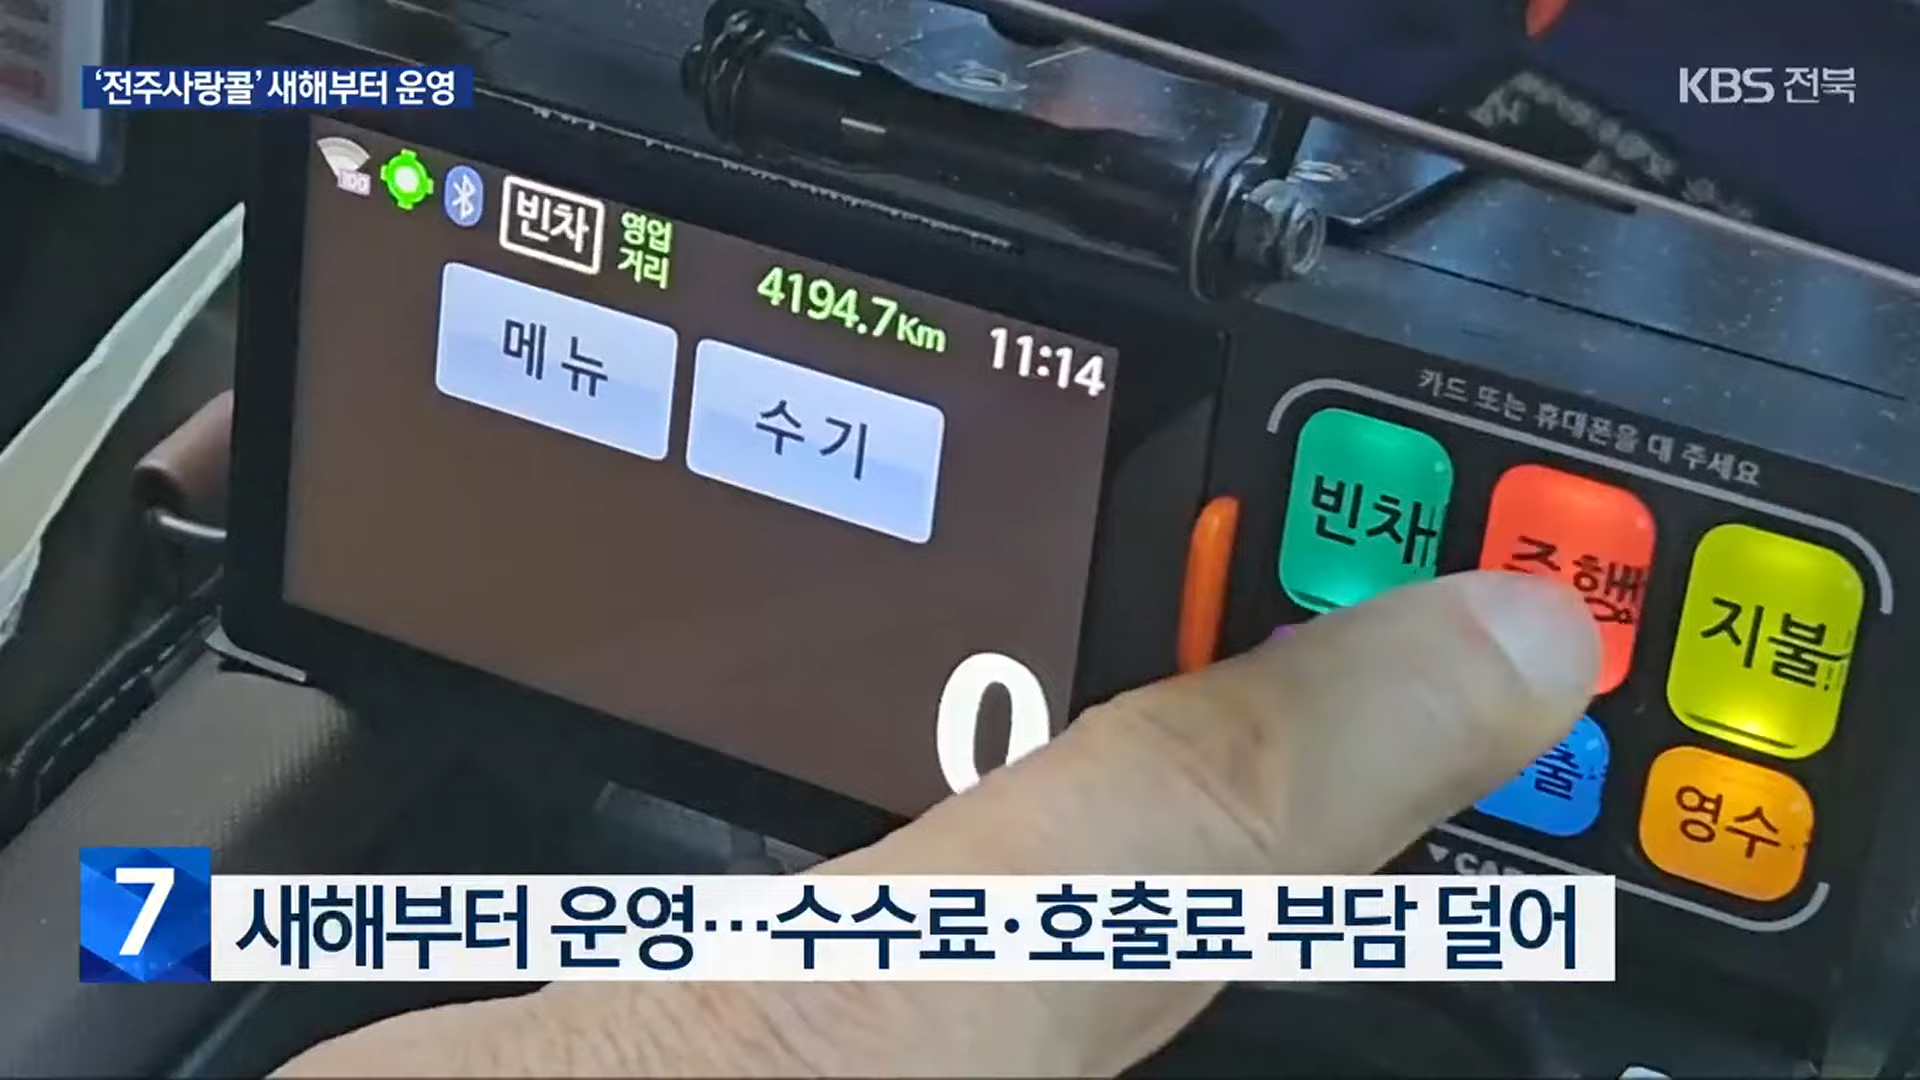 ‘전주사랑콜’ 새해부터 운영
KBS 전북
빈차
영업
거리
4194.7Km
11:14
메뉴
수기
0
카드 또는 휴대폰을 대 주세요
빈차
주행
지불
영수
7
새해부터 운영…수수료·호출료 부담 덜어